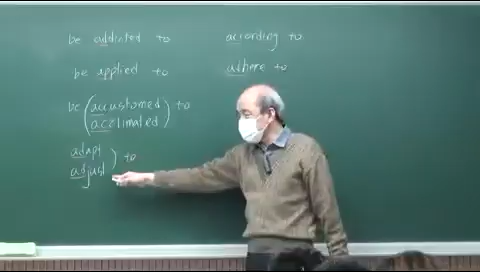 be addicted to
be applied to
be (accustomed
acclimated) to
adapt
adjust) to
according to
adhere to